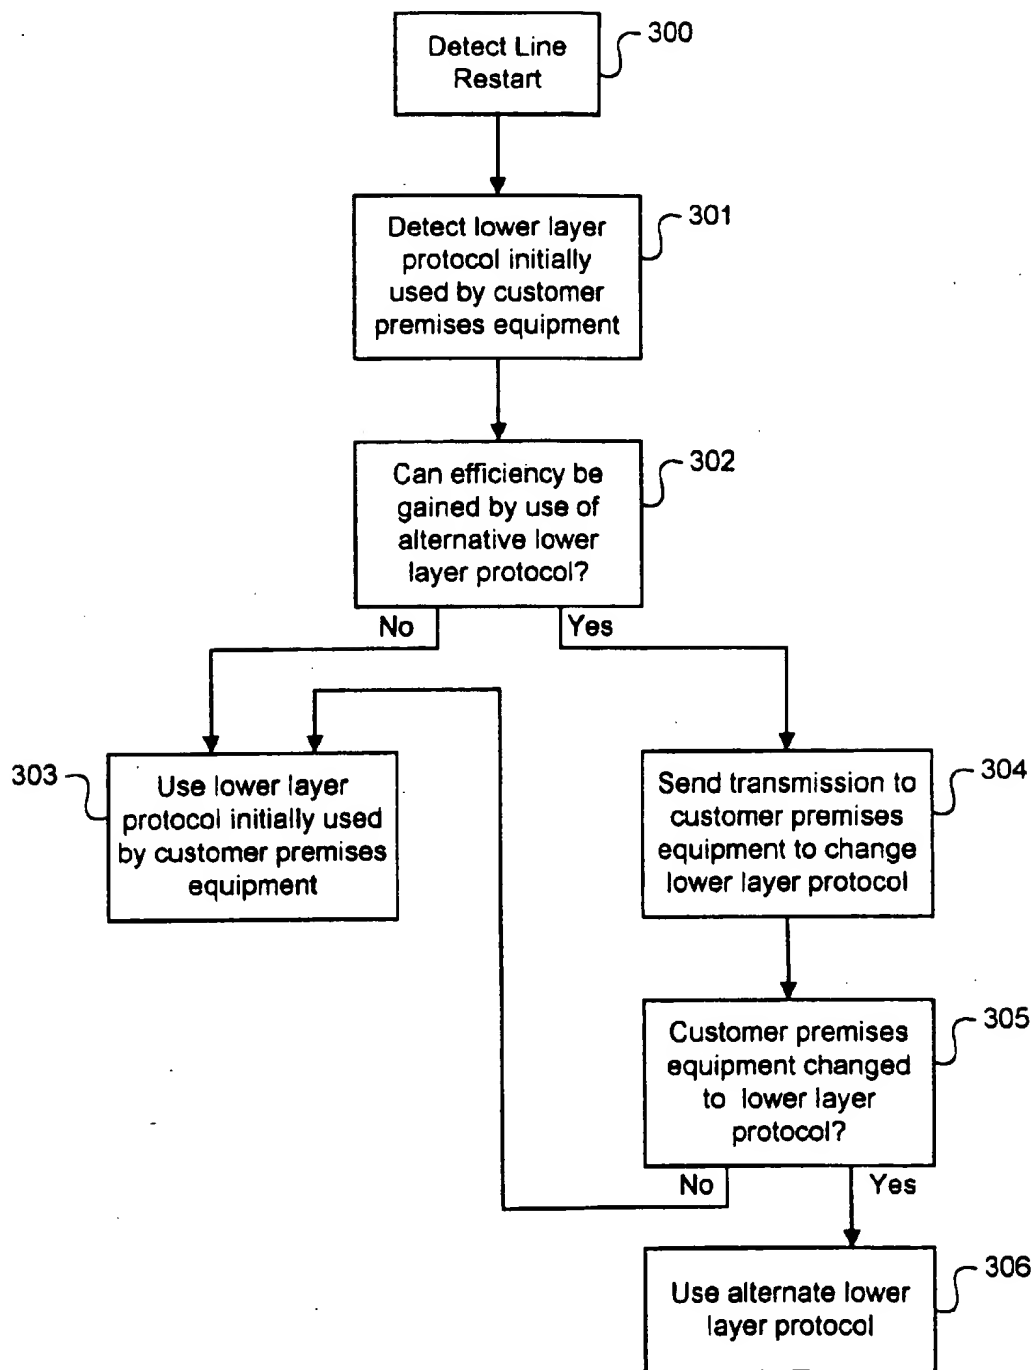 Detect Line
Restart
300
Detect lower layer
protocol initially
used by customer
premises equipment
301
Can efficiency be
gained by use of
alternative lower
layer protocol?
302
No
Yes
303
Use lower layer
protocol initially used
by customer premises
equipment
Send transmission to
customer premises
equipment to change
lower layer protocol
304
Customer premises
equipment changed
to lower layer
protocol?
305
No
Yes
Use alternate lower
layer protocol
306